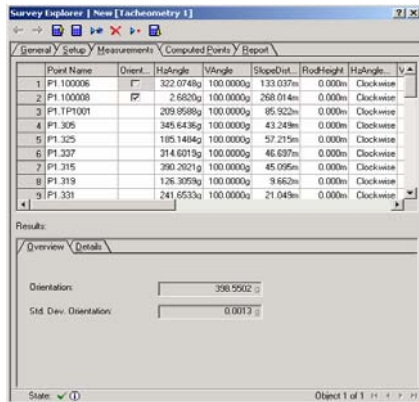 Survey Explorer | New [Tacheometry 1]
General Setup Measurements Computed Points Report
Point Name Orient... HzAngle VAngle SlopeDist... RodHeight HzAngle... V
1 P1.100006 322.0748g 100.0000g 133.037m 0.000m Clockwise
2 P1.100008 2.6820g 100.0000g 268.014m 0.000m Clockwise
3 P1.TP1001 209.8588g 100.0000g 85.922m 0.000m Clockwise
4 P1.305 345.6436g 100.0000g 43.249m 0.000m Clockwise
5 P1.325 185.1484g 100.0000g 57.215m 0.000m Clockwise
6 P1.337 314.6019g 100.0000g 46.697m 0.000m Clockwise
7 P1.315 390.2021g 100.0000g 45.095m 0.000m Clockwise
8 P1.319 126.3059g 100.0000g 9.662m 0.000m Clockwise
9 P1.331 241.6533g 100.0000g 21.049m 0.000m Clockwise
Results:
Overview Details
Orientation: 398.5502 g
Std. Dev. Orientation: 0.0013 g
State: Object 1 of 1